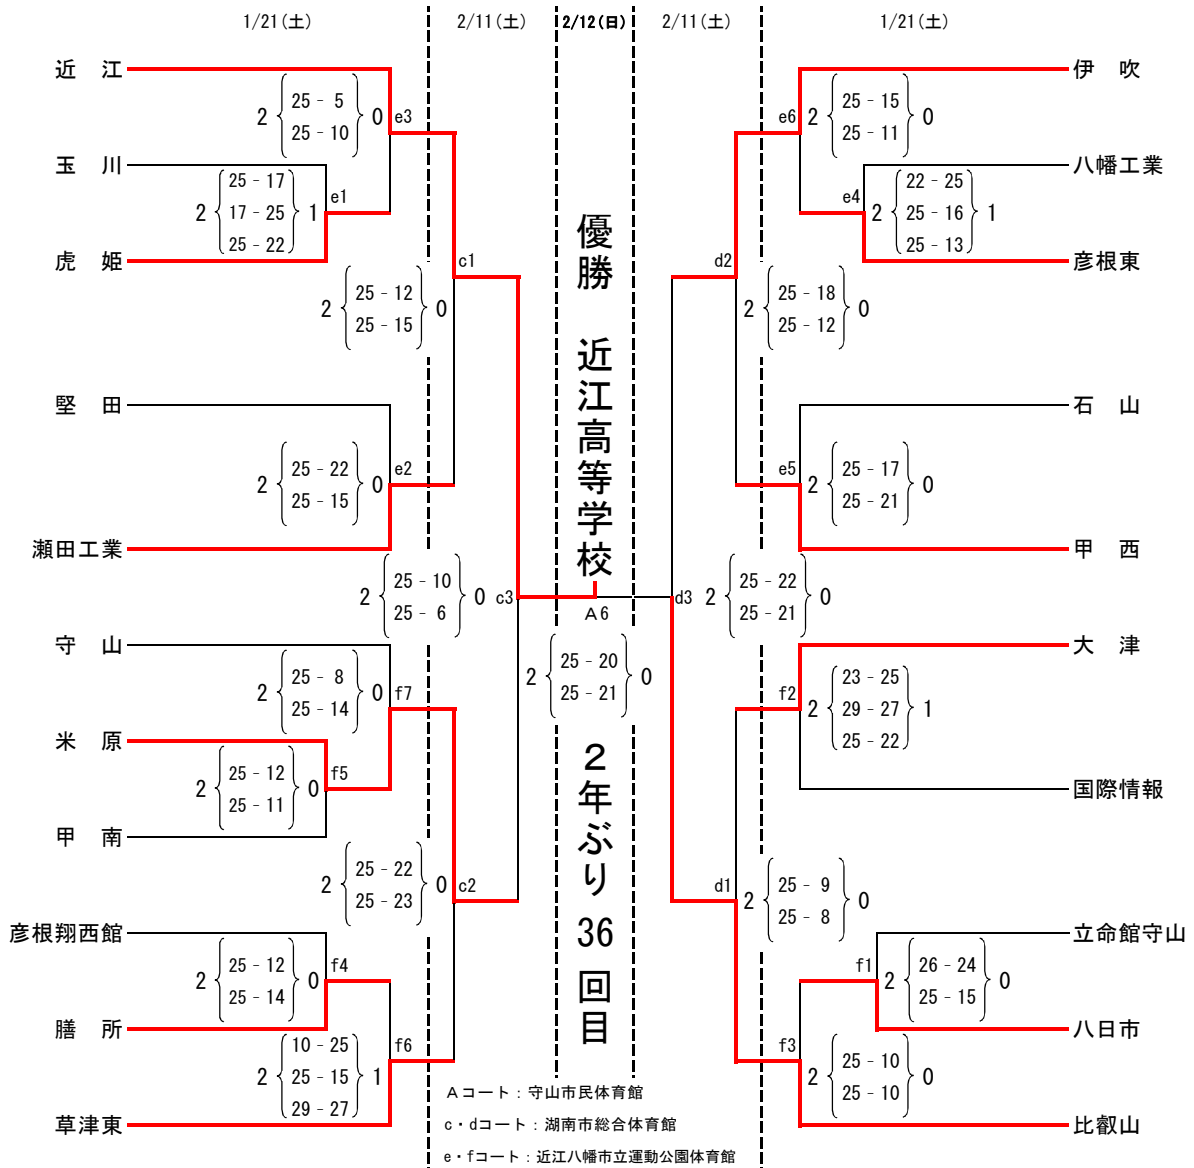 1/21(土) 2/11(土) 2/12(日) 2/11(土) 1/21(土)
近 江
2 25 - 5 0 e3
25 - 10
玉 川
25 - 17 e1
2 17 - 25 1
25 - 22
虎 姫
c1
25 - 12
2 0
25 - 15
堅 田
25 - 22 e2
2 0
25 - 15
瀬田工業
25 - 10
2 0 c3
25 - 6
守 山
25 - 8
2 0 f7
25 - 14
米 原
25 - 12 f5
2 0
25 - 11
甲 南
25 - 22
2 0 c2
25 - 23
彦根翔西館
25 - 12 f4
2 0
25 - 14
膳 所
10 - 25 f6
2 25 - 15 1
29 - 27
草津東
優勝 近江高等学校
A6
25 - 20
2 0
25 - 21
2年ぶり 36 回目
伊 吹
e6 2 25 - 15 0
25 - 11
八幡工業
e4 22 - 25
2 25 - 16 1
25 - 13
彦根東
d2
25 - 18
2 0
25 - 12
石 山
e5 25 - 17
2 0
25 - 21
甲 西
25 - 22
d3 2 0
25 - 21
大 津
f2 23 - 25
2 29 - 27 1
25 - 22
国際情報
d1 25 - 9
2 0
25 - 8
立命館守山
f1 26 - 24
2 0
25 - 15
八日市
f3 25 - 10
2 0
25 - 10
比叡山
Aコート：守山市民体育館
c・dコート：湖南市総合体育館
e・fコート：近江八幡市立運動公園体育館